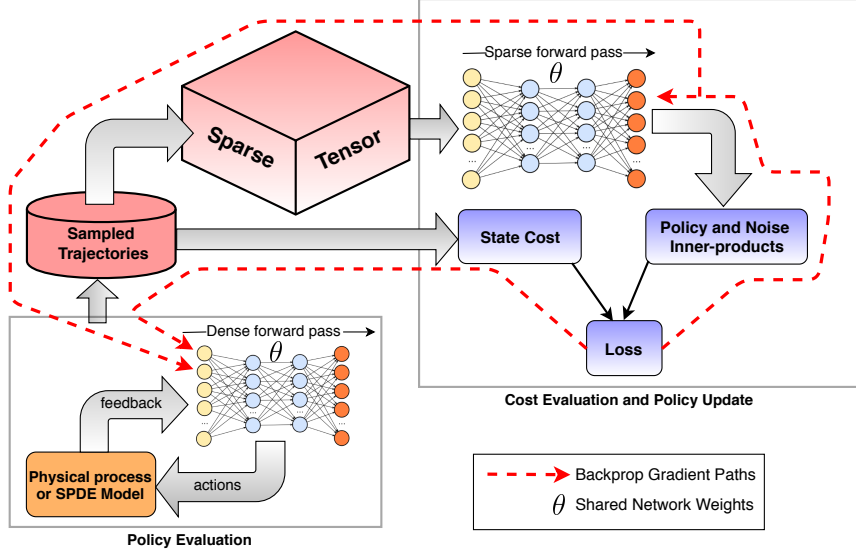 Sparse forward pass
θ
Sparse
Tensor
...
...
...
...
Sampled
Trajectories
State Cost
Policy and Noise
Inner-products
Loss
Cost Evaluation and Policy Update
Dense forward pass
θ
feedback
...
...
...
...
Physical process
or SPDE Model
actions
Policy Evaluation
Backprop Gradient Paths
θ Shared Network Weights